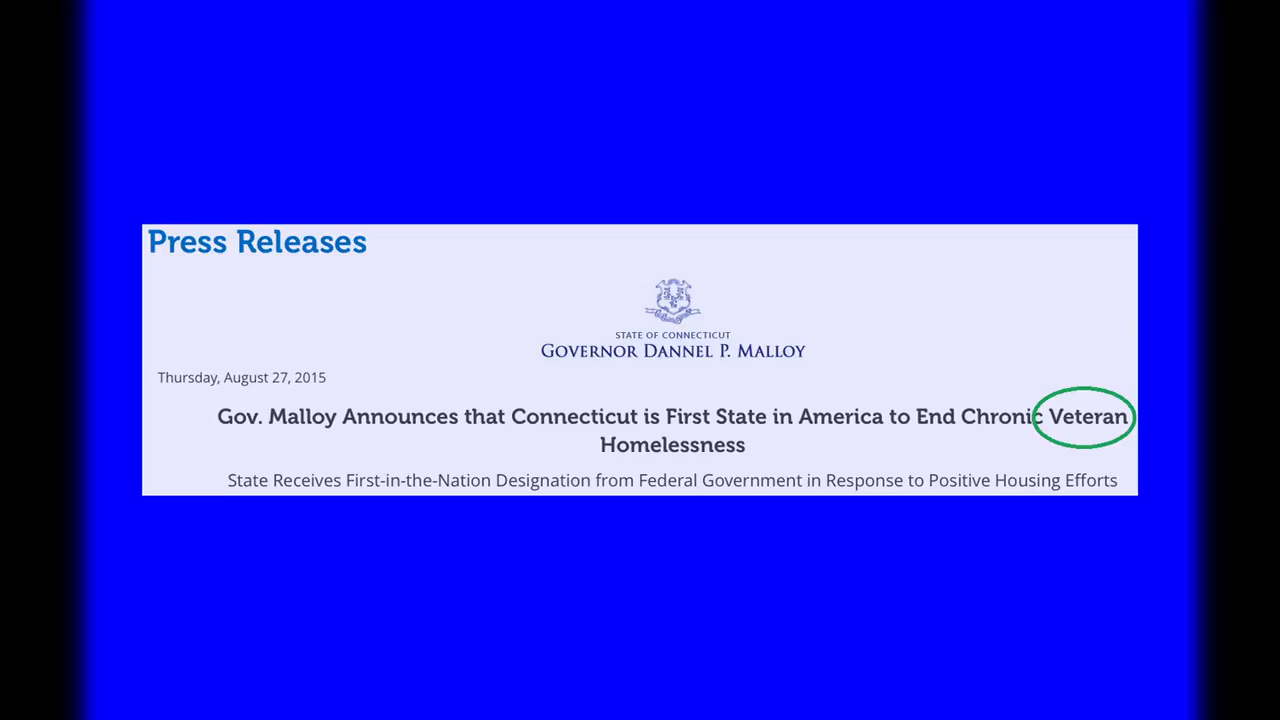 Press Releases
STATE OF CONNECTICUT
GOVERNOR DANNEL P. MALLOY
Thursday, August 27, 2015
Gov. Malloy Announces that Connecticut is First State in America to End Chronic Veteran
Homelessness
State Receives First-in-the-Nation Designation from Federal Government in Response to Positive Housing Efforts